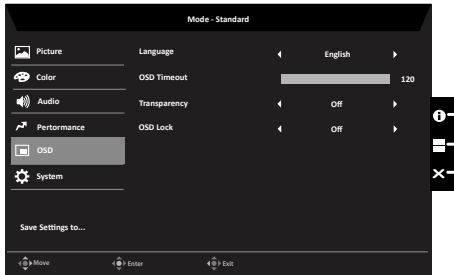 Mode - Standard
Picture
Language
English
Color
OSD Timeout
120
Audio
Transparency
Off
Pertormance
OSD Lock
Off
OSD
System
Save Settings to...
Move
Enter
Exit